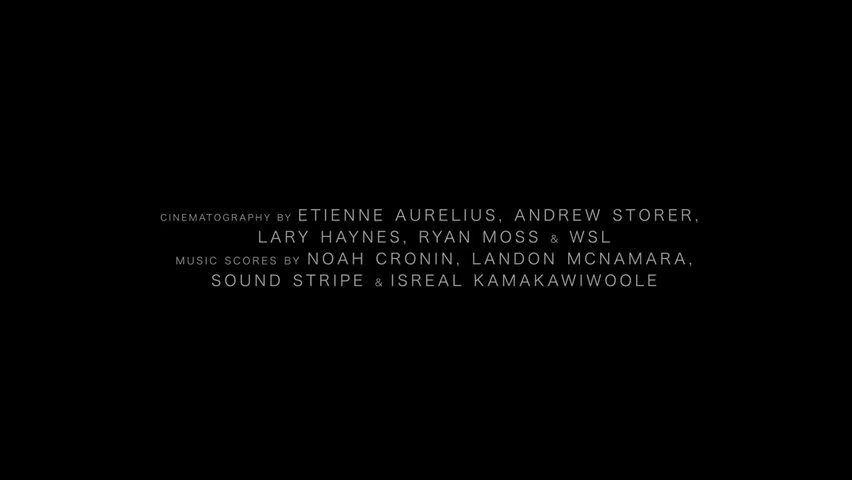 CINEMATOGRAPHY BY ETIENNE AURELIUS, ANDREW STORER,
LARY HAYNES, RYAN MOSS & WSL
MUSIC SCORES BY NOAH CRONIN, LANDON MCNAMARA,
SOUND STRIPE & ISREAL KAMAKAWIWOOLE